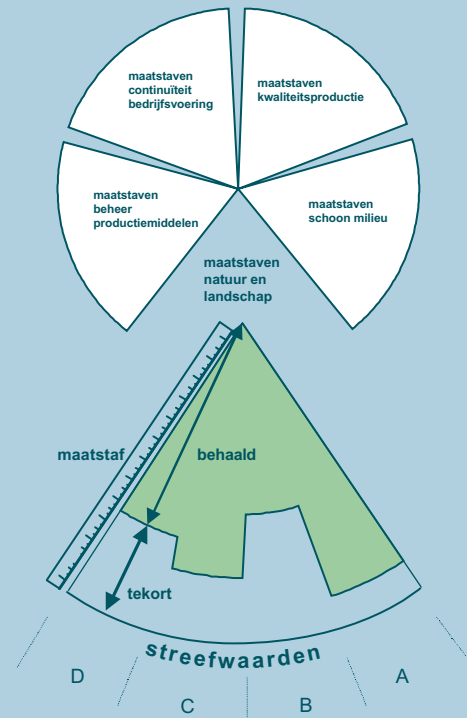 maatstaven
continuïteit
bedrijfsvoering
maatstaven
kwaliteitsproductie
maatstaven
beheer
productiemiddelen
maatstaven
schoon milieu
maatstaven
natuur en
landschap
maatstaf
behaald
tekort
streefwaarden
D
C
B
A